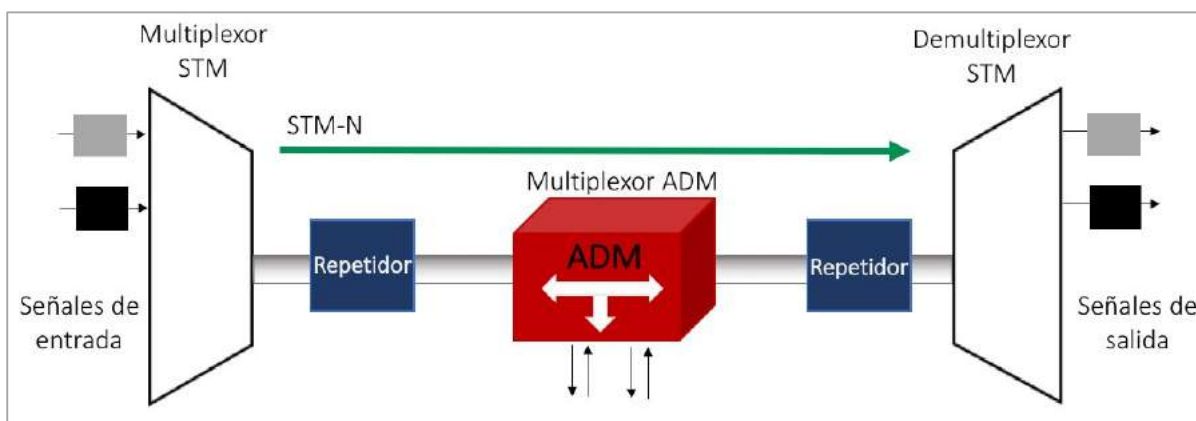 Multiplexor
STM
Demultiplexor
STM
STM-N
Multiplexor ADM
ADM
Repetidor
Repetidor
Señales de
entrada
Señales de
salida